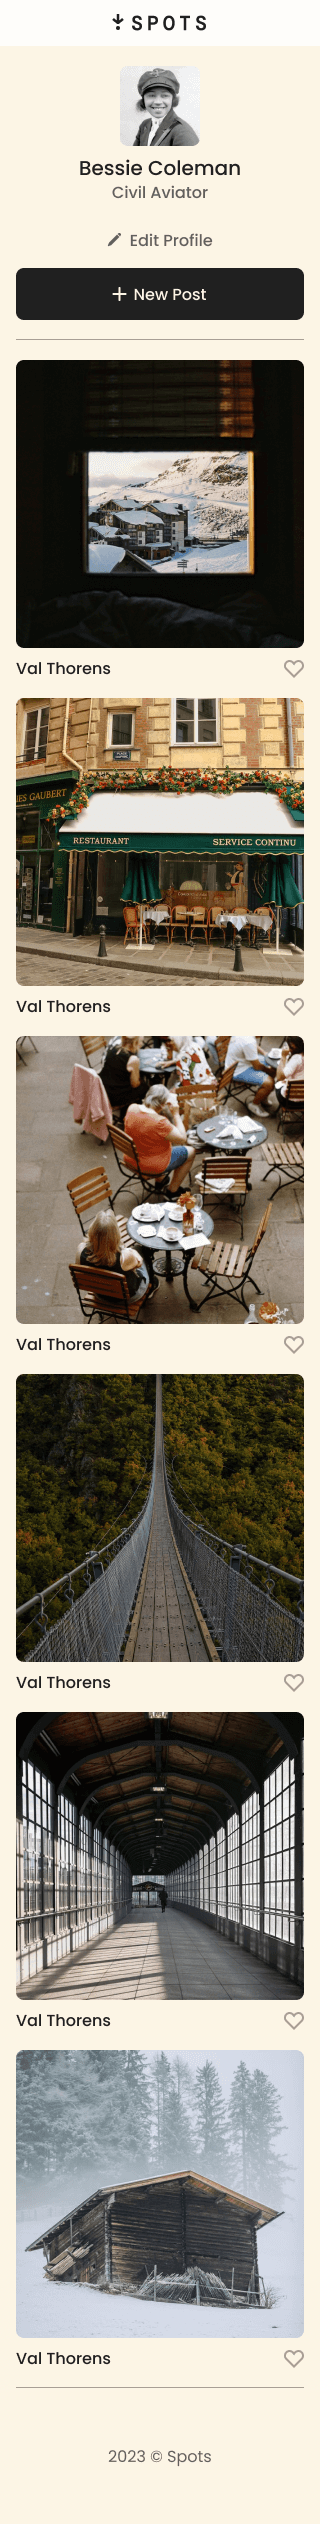 SPOTS
Bessie Coleman
Civil Aviator
Edit Profile
New Post
Val Thorens
ES GAUBERT
RESTAURANT
SERVICE CONTINU
Val Thorens
Val Thorens
Val Thorens
Val Thorens
Val Thorens
2023 © Spots